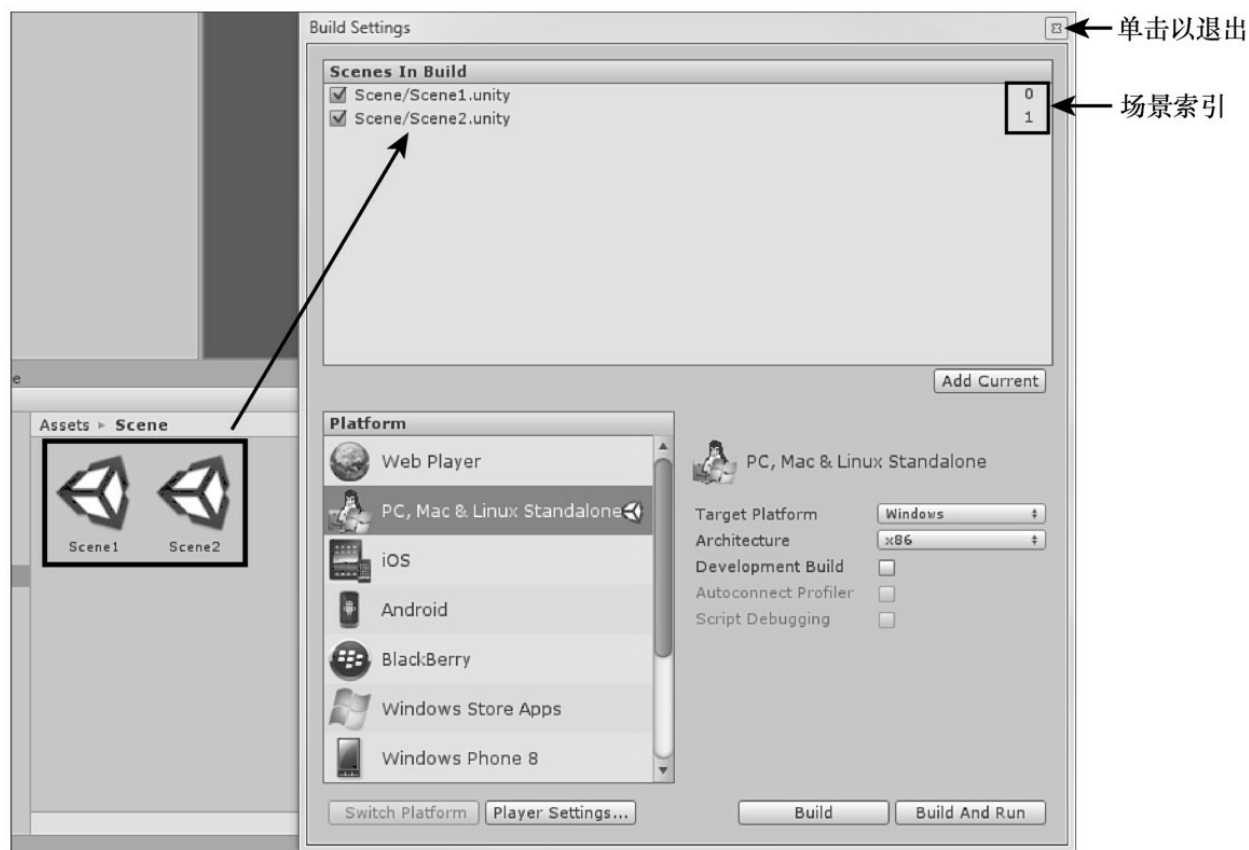 Build Settings
单击以退出
Scenes In Build
Scene/Scene1.unity
0
场景索引
Scene/Scene2.unity
1
Add Current
e
Assets ▸ Scene
Scene1
Scene2
Platform
Web Player
PC, Mac & Linux Standalone
iOS
Android
BlackBerry
Windows Store Apps
Windows Phone 8
PC, Mac & Linux Standalone
Target Platform
Windows
Architecture
x86
Development Build
Autoconnect Profiler
Script Debugging
Switch Platform
Player Settings...
Build
Build And Run